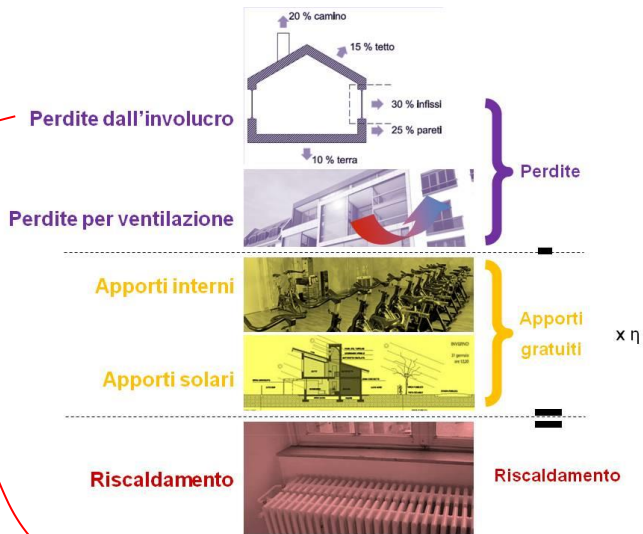 20 % camino
15 % tetto
Perdite dall'involucro
30 % infissi
25 % pareti
10 % terra
Perdite
Perdite per ventilazione
-
Apporti interni
Apporti
gratuiti
x η
INVERNO
Apporti solari
=
Riscaldamento
Riscaldamento